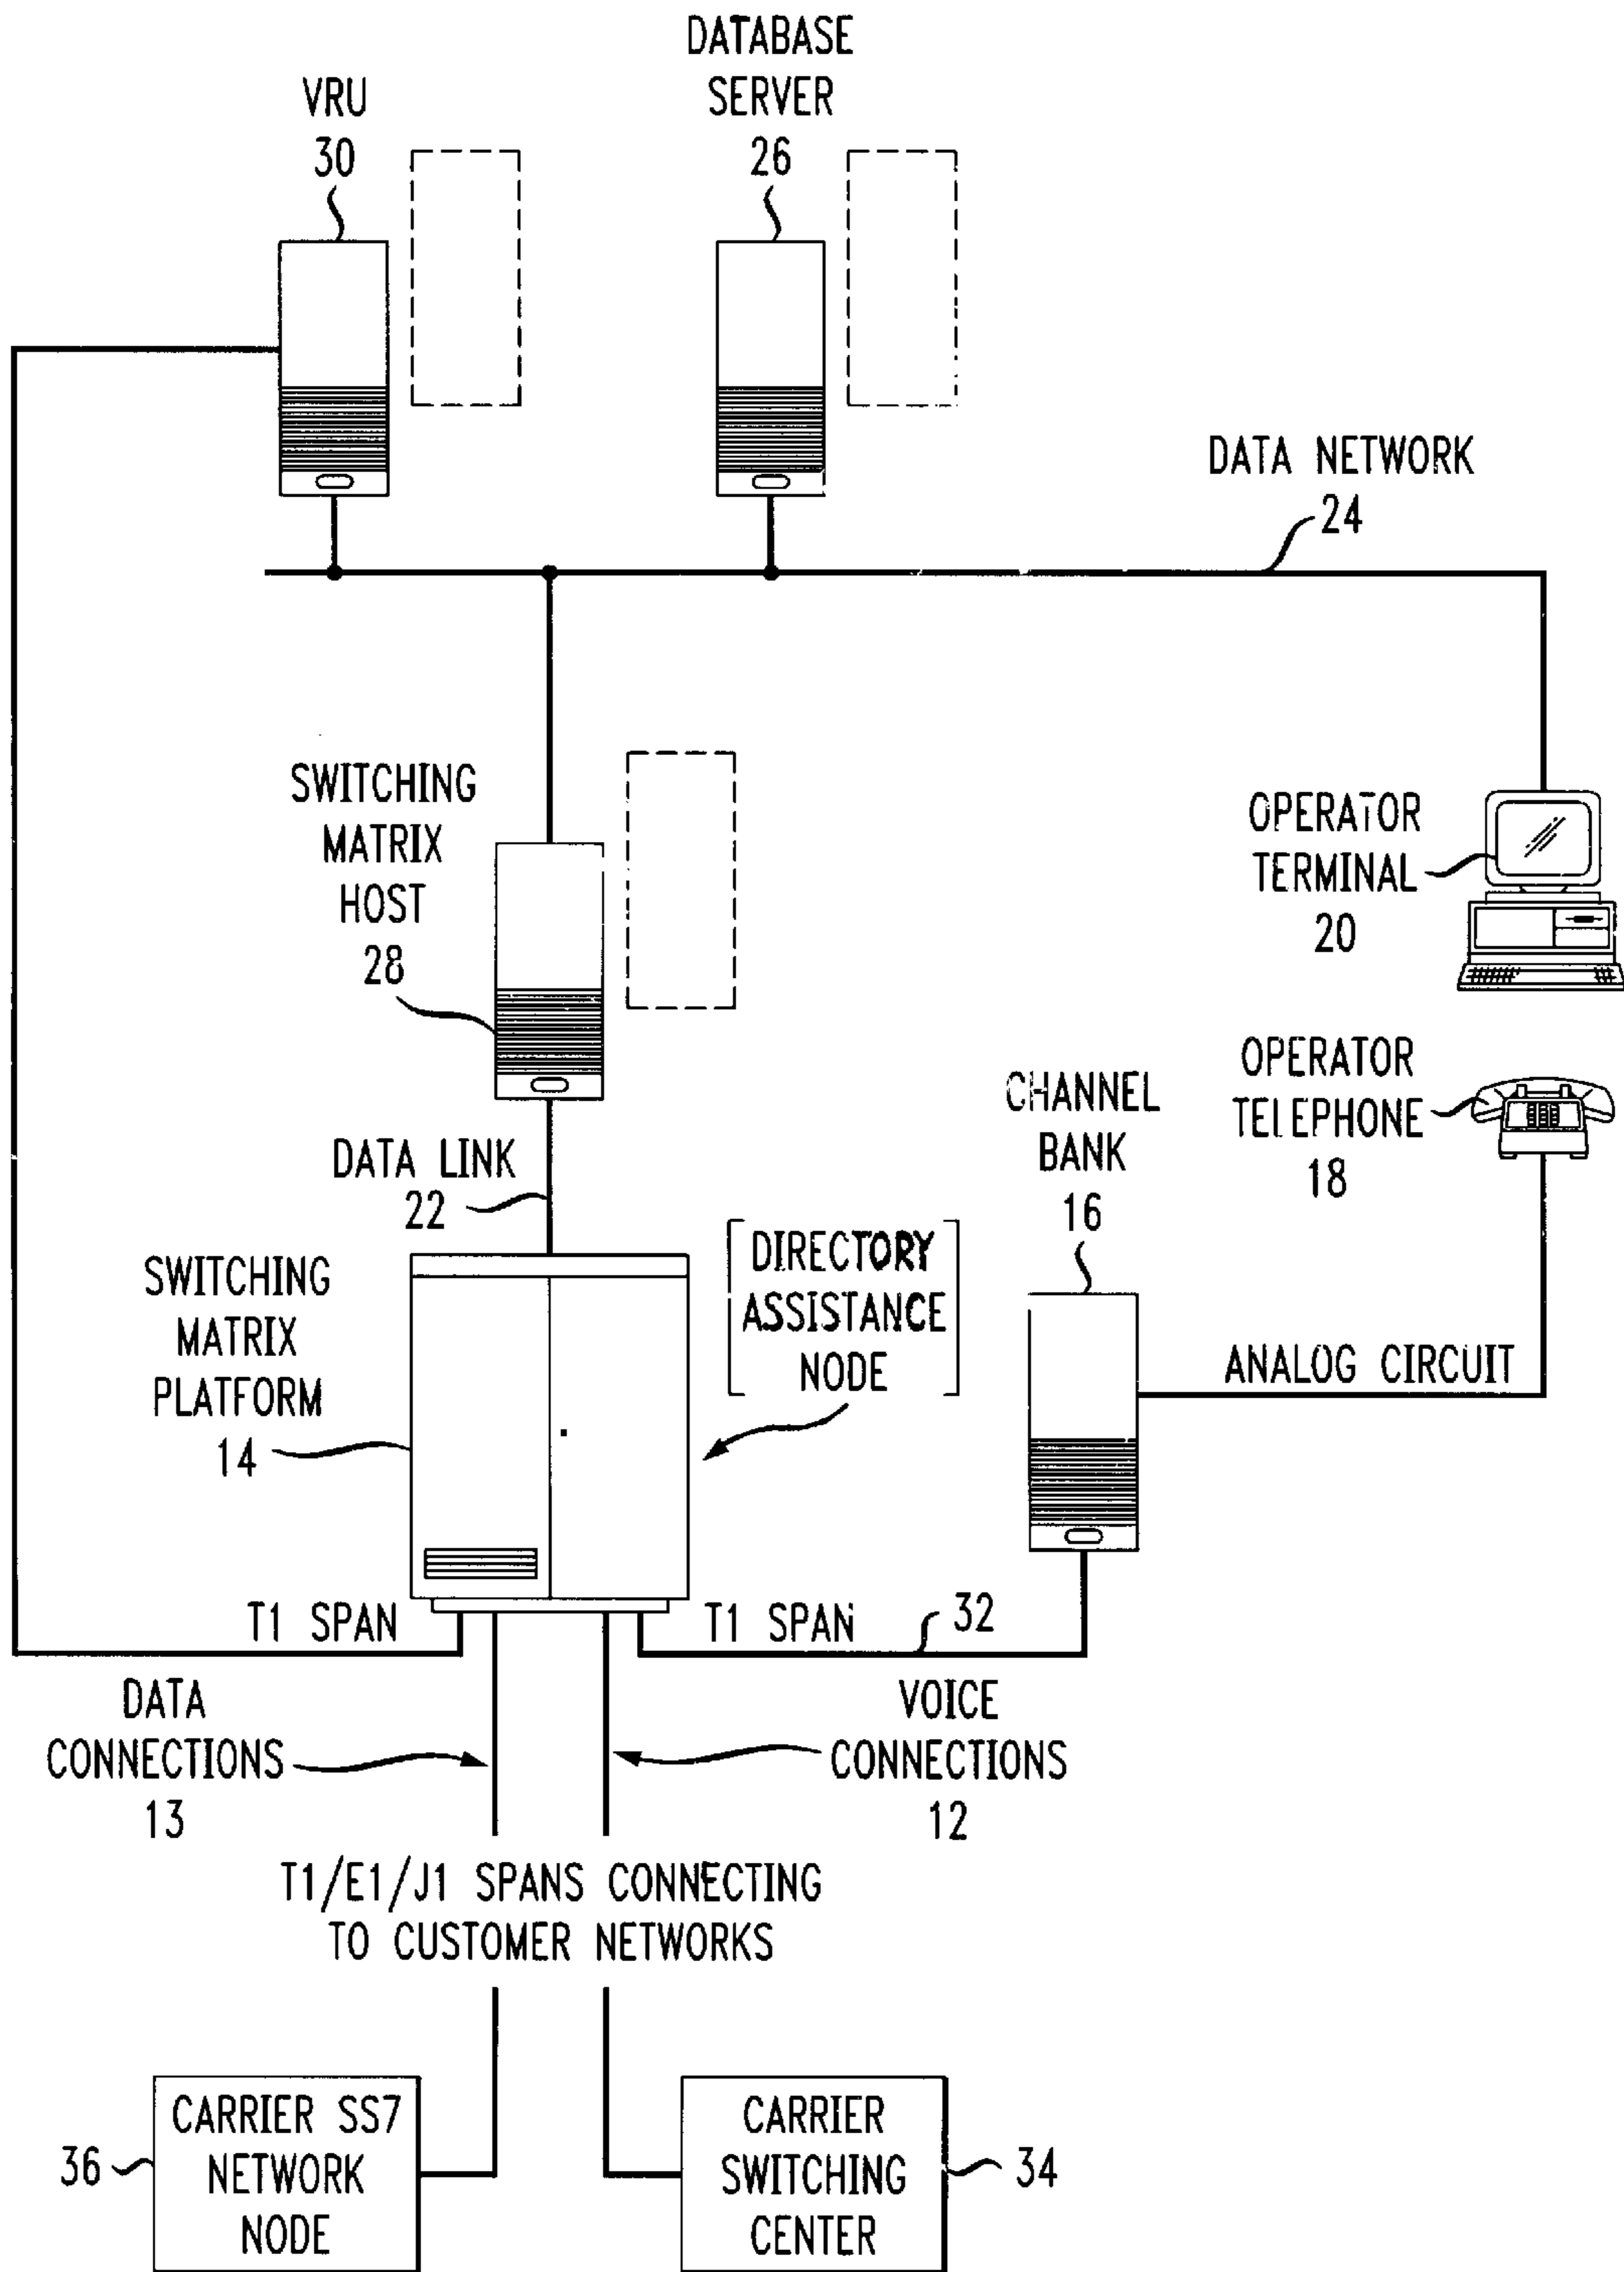 DATABASE
SERVER
26
VRU
30
DATA NETWORK
24
SWITCHING
MATRIX
HOST
28
OPERATOR
TERMINAL
20
OPERATOR
TELEPHONE
18
CHANNEL
BANK
16
DATA LINK
22
DIRECTORY
ASSISTANCE
NODE
SWITCHING
MATRIX
PLATFORM
14
ANALOG CIRCUIT
T1 SPAN
T1 SPAN
32
DATA
CONNECTIONS
13
VOICE
CONNECTIONS
12
T1/E1/J1 SPANS CONNECTING
TO CUSTOMER NETWORKS
36
CARRIER SS7
NETWORK
NODE
CARRIER
SWITCHING
CENTER
34